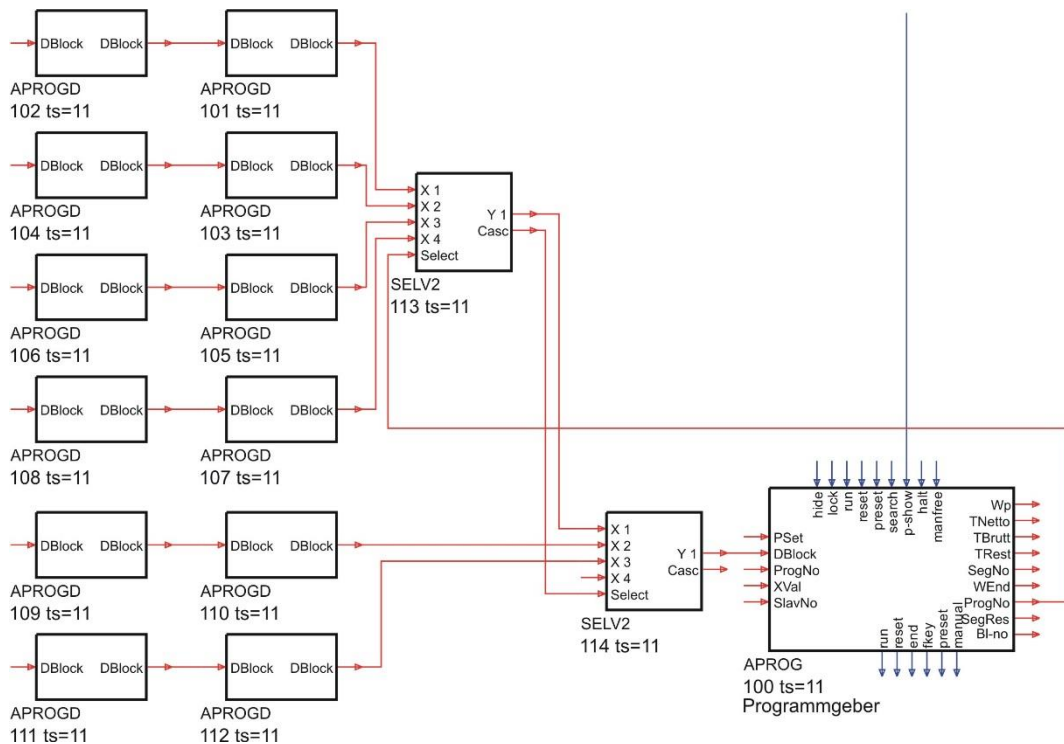 DBlock DBlock
APROGD
102 ts=11
DBlock DBlock
APROGD
101 ts=11
DBlock DBlock
APROGD
104 ts=11
DBlock DBlock
APROGD
103 ts=11
DBlock DBlock
APROGD
106 ts=11
DBlock DBlock
APROGD
105 ts=11
DBlock DBlock
APROGD
108 ts=11
DBlock DBlock
APROGD
107 ts=11
DBlock DBlock
APROGD
109 ts=11
DBlock DBlock
APROGD
110 ts=11
DBlock DBlock
APROGD
111 ts=11
DBlock DBlock
APROGD
112 ts=11
X 1
X 2
X 3
X 4
Select
Y 1
Casc
SELV2
113 ts=11
X 1
X 2
X 3
X 4
Select
Y 1
Casc
SELV2
114 ts=11
hide
lock
run
reset
preset
search
p-show
halt
manfree
PSet
DBlock
ProgNo
XVal
SlavNo
Wp
TNetto
TBrutt
TRest
SegNo
WEnd
ProgNo
SegRes
Bl-no
run
reset
end
fkey
preset
manual
APROG
100 ts=11
Programmgeber